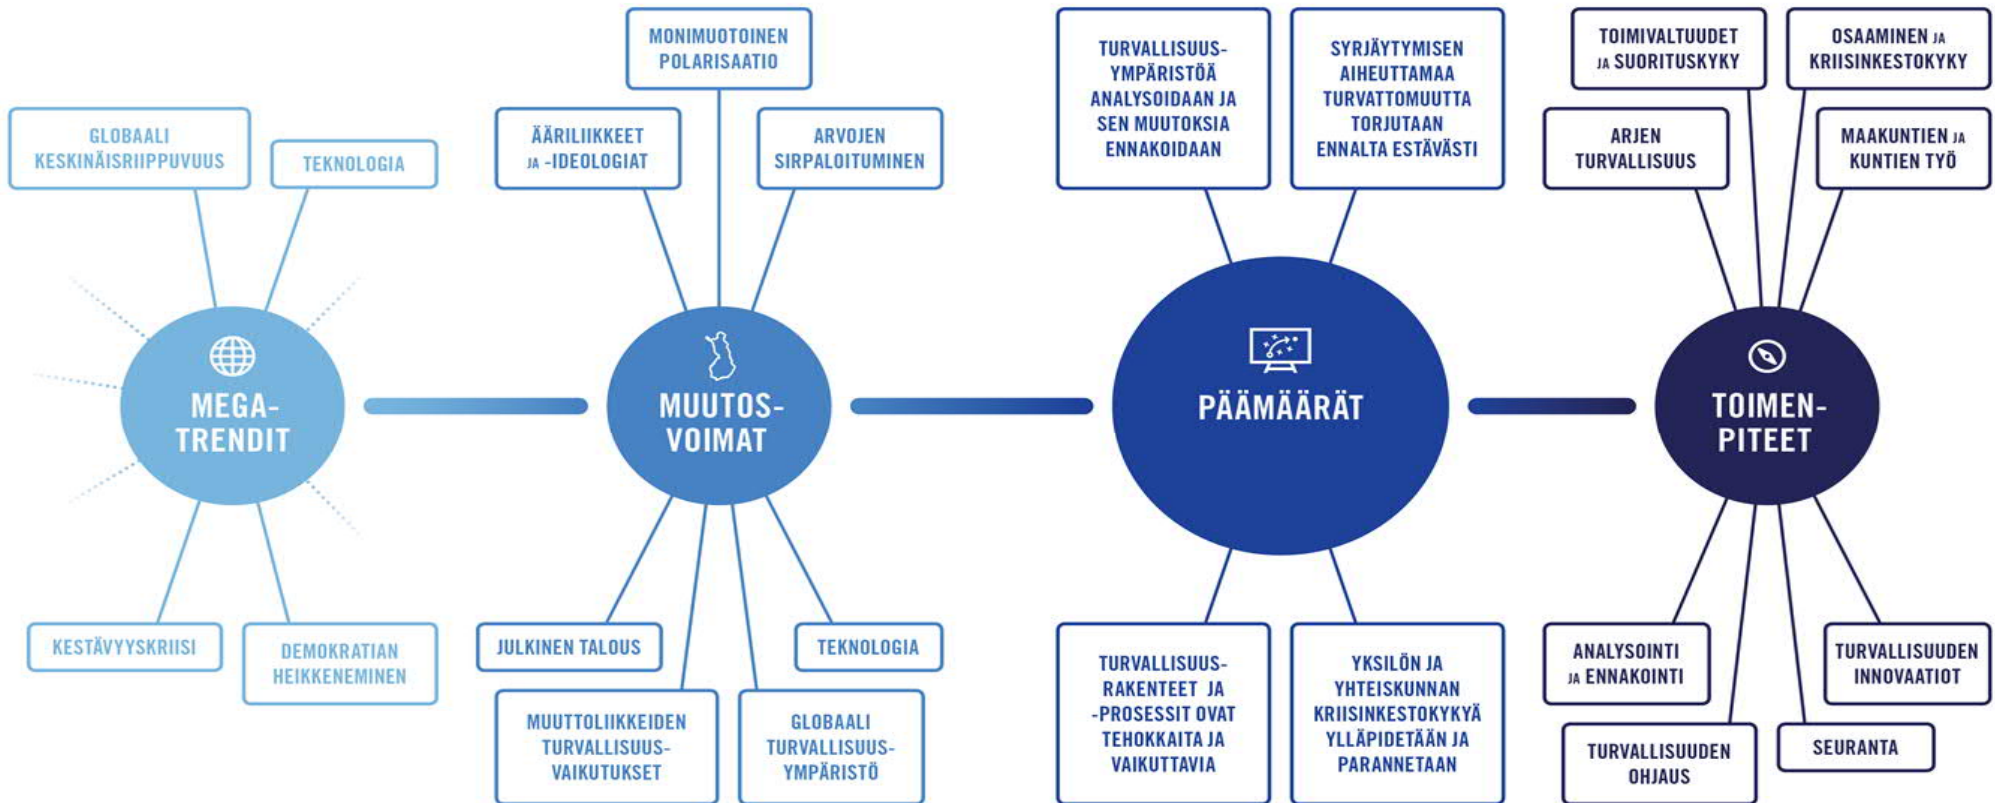 GLOBAALI
KESKINÄISRIIPPUVUUS
TEKNOLOGIA
MEGA-
TRENDIT
KESTÄVYYSKRIISI
DEMOKRATIAN
HEIKKENEMINEN
MONIMUOTOINEN
POLARISAATIO
ÄÄRILIIKKEET
JA -IDEOLOGIAT
ARVOJEN
SIRPALOITUMINEN
MUUTOS-
VOIMAT
JULKINEN TALOUS
TEKNOLOGIA
MUUTTOLIIKKEIDEN
TURVALLISUUS-
VAIKUTUKSET
GLOBAALI
TURVALLISUUS-
YMPÄRISTÖ
TURVALLISUUS-
YMPÄRISTÖÄ
ANALYSOIDAAN JA
SEN MUUTOKSIA
ENNAKOIDAAN
SYRJÄYTYMISEN
AIHEUTTAMAA
TURVATTOMUUTTA
TORJUTAAN
ENNALTA ESTÄVÄSTI
PÄÄMÄÄRÄT
TURVALLISUUS-
RAKENTEET JA
-PROSESSIT OVAT
TEHOKKAITA JA
VAIKUTTAVIA
YKSILÖN JA
YHTEISKUNNAN
KRIISINKESTOKYKYÄ
YLLÄPIDETÄÄN JA
PARANNETAAN
TOIMIVALTUUDET
JA SUORITUSKYKY
OSAAMINEN JA
KRIISINKESTOKYKY
ARJEN
TURVALLISUUS
MAAKUNTIEN JA
KUNTIEN TYÖ
TOIMEN-
PITEET
ANALYSOINTI
JA ENNAKOINTI
TURVALLISUUDEN
INNOVAATIOT
TURVALLISUUDEN
OHJAUS
SEURANTA